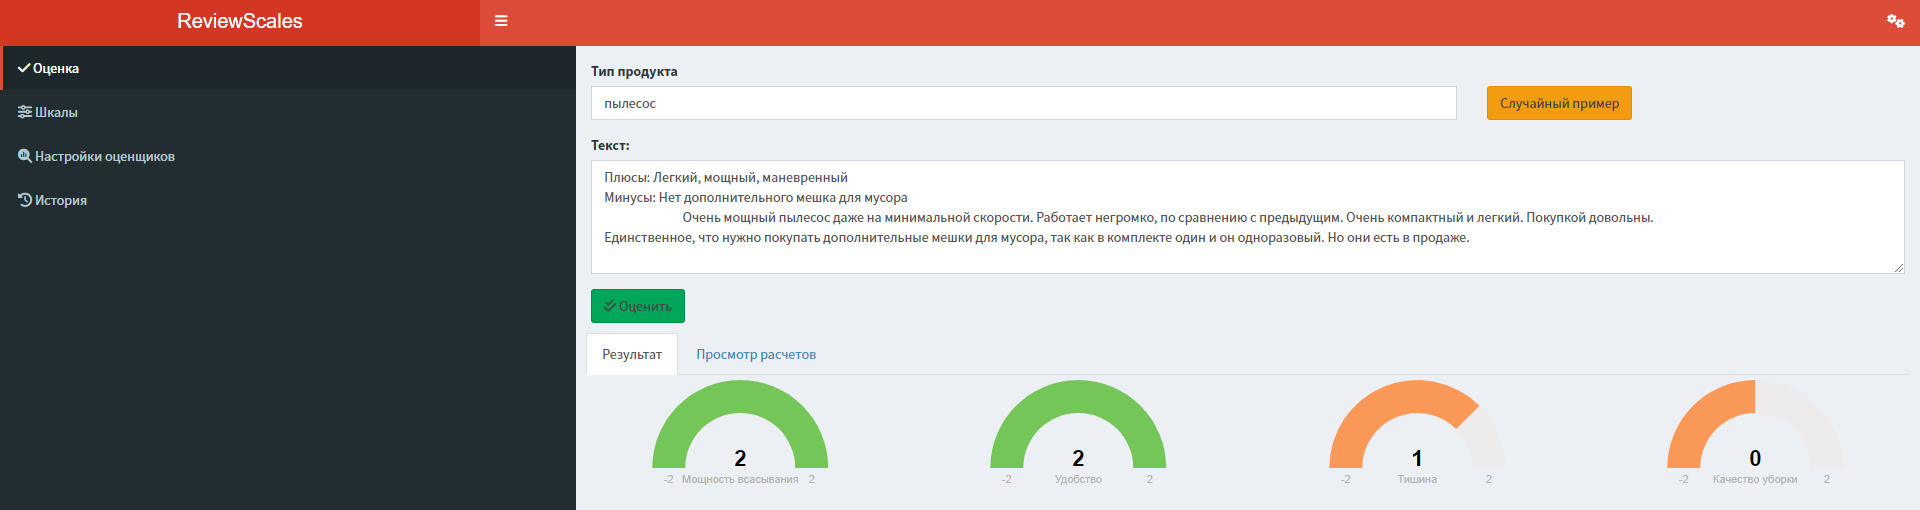 ReviewScales
Оценка
Шкалы
Настройки оценщиков
История
Тип продукта
пылесос
Случайный пример
Текст:
Плюсы: Легкий, мощный, маневренный
Минусы: Нет дополнительного мешка для мусора
Очень мощный пылесос даже на минимальной скорости. Работает негромко, по сравнению с предыдущим. Очень компактный и легкий. Покупкой довольны.
Единственное, что нужно покупать дополнительные мешки для мусора, так как в комплекте один и он одноразовый. Но они есть в продаже.
Оценить
Результат Просмотр расчетов
2 2 1 0
-2 Мощность всасывания 2 -2 Удобство 2 -2 Тишина 2 -2 Качество уборки 2